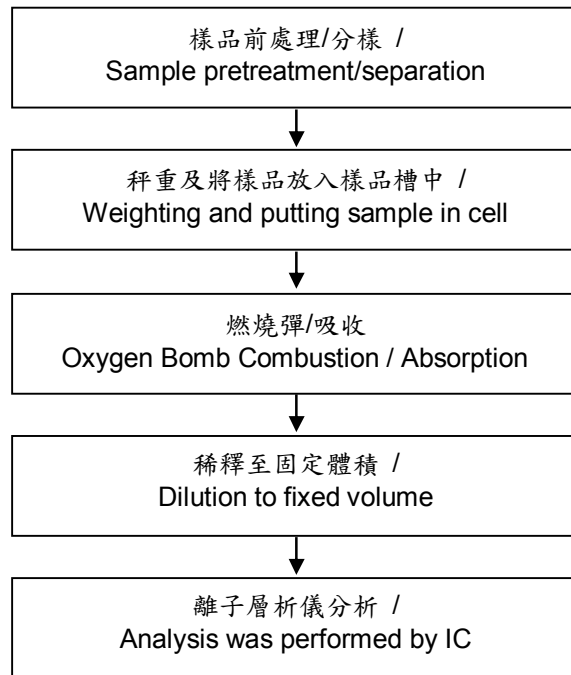 樣品前處理/分樣 /
Sample pretreatment/separation
秤重及將樣品放入樣品槽中 /
Weighting and putting sample in cell
燃燒彈/吸收
Oxygen Bomb Combustion / Absorption
稀釋至固定體積 /
Dilution to fixed volume
離子層析儀分析 /
Analysis was performed by IC